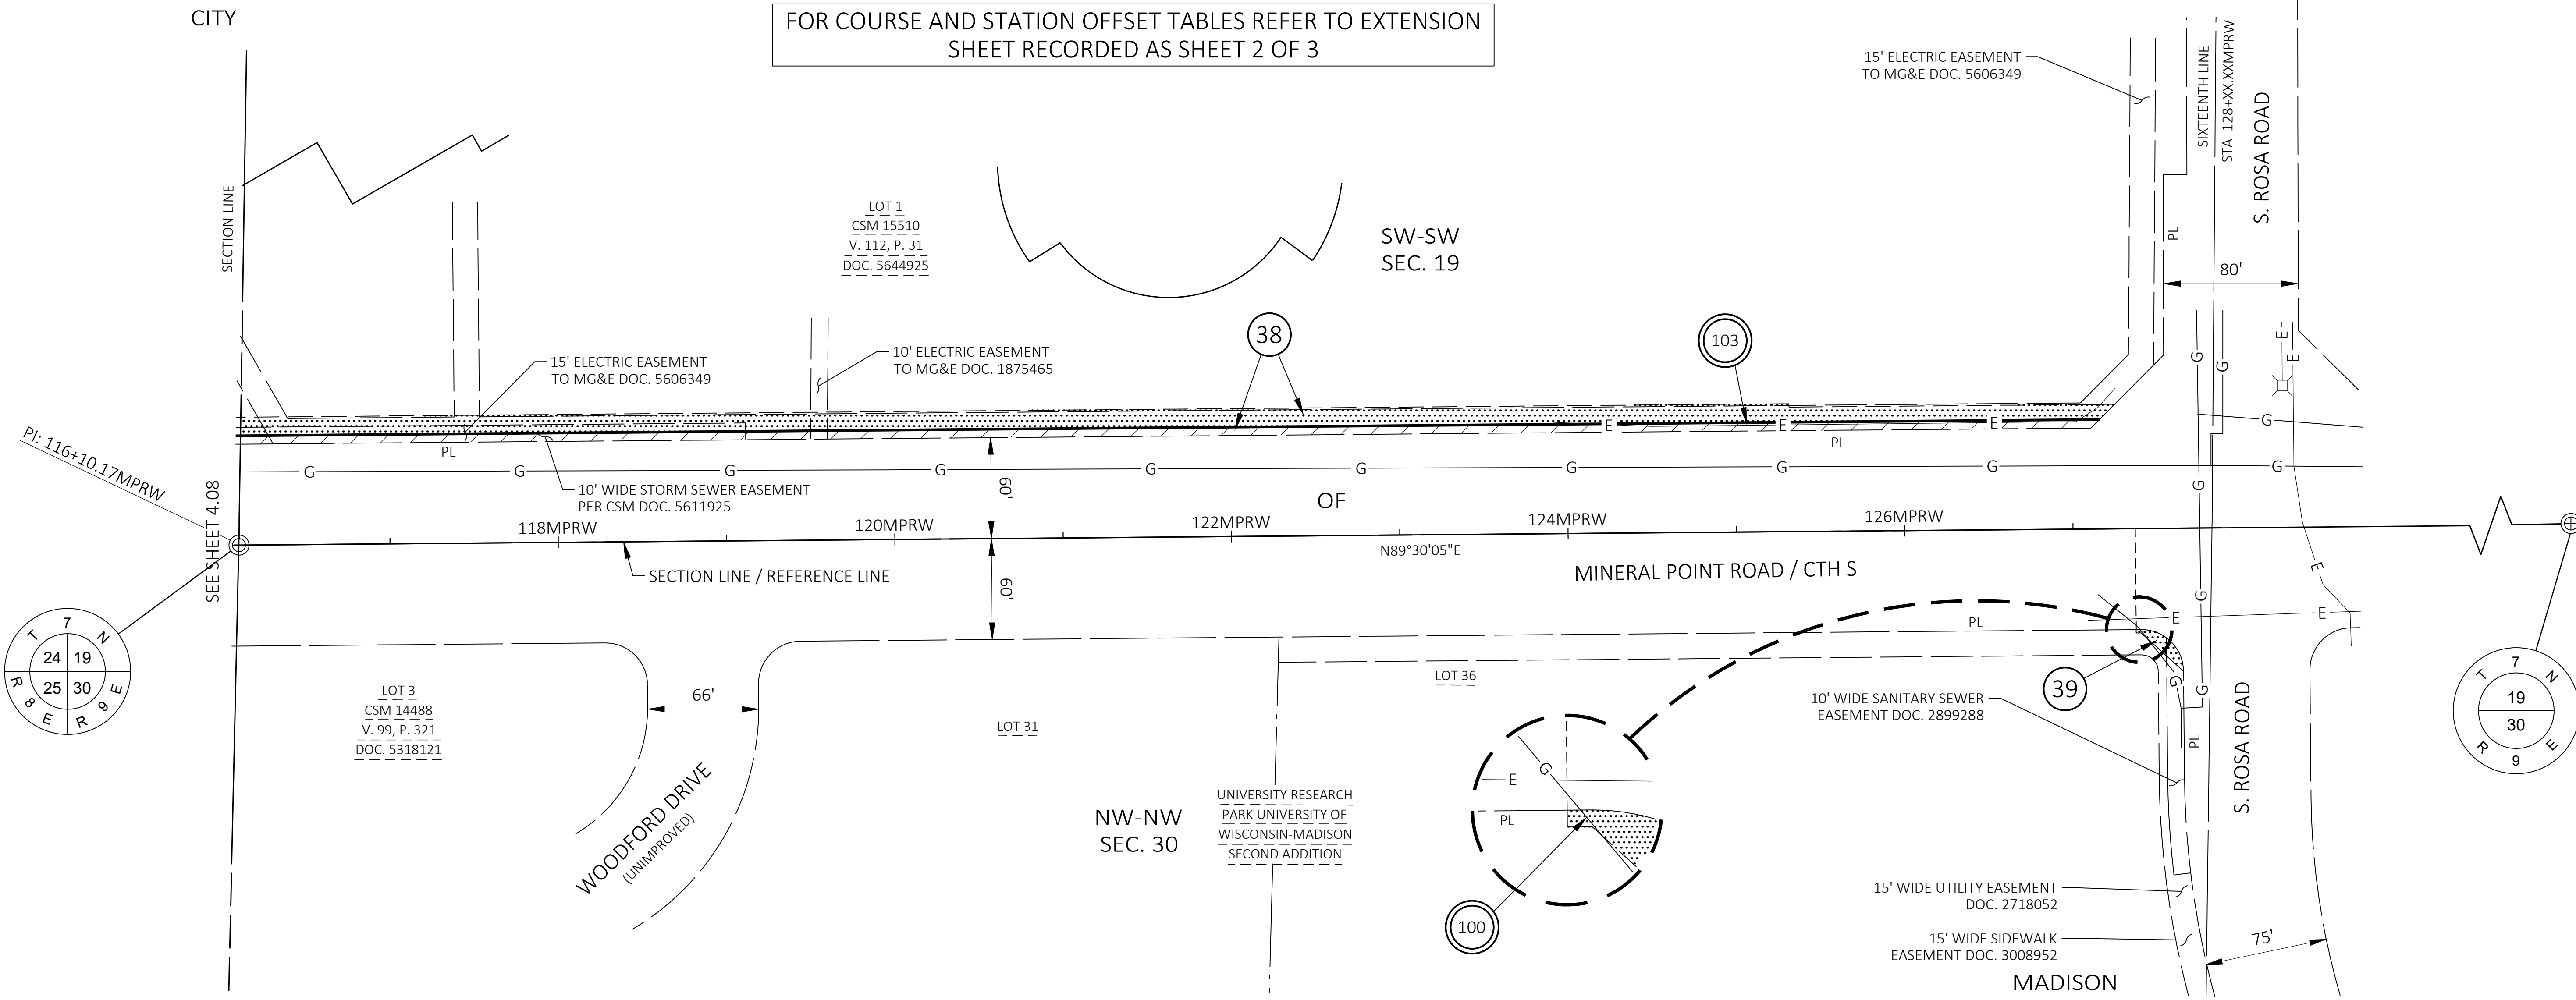 CITY
FOR COURSE AND STATION OFFSET TABLES REFER TO EXTENSION
SHEET RECORDED AS SHEET 2 OF 3
15' ELECTRIC EASEMENT
TO MG&E DOC. 5606349
SIXTEENTH LINE
STA 128+XX.XXMPRW
S. ROSA ROAD
SECTION LINE
LOT 1
CSM 15510
V. 112, P. 31
DOC. 5644925
SW-SW
SEC. 19
PL
80'
15' ELECTRIC EASEMENT
TO MG&E DOC. 5606349
10' ELECTRIC EASEMENT
TO MG&E DOC. 1875465
38
103
G
G
E
E
E
E
E
G
PL
PL
PI: 116+10.17MPRW
G
G
G
G
G
G
G
G
G
G
G
10' WIDE STORM SEWER EASEMENT
PER CSM DOC. 5611925
60'
OF
SEE SHEET 4.08
118MPRW
120MPRW
122MPRW
124MPRW
126MPRW
N89°30'05"E
SECTION LINE / REFERENCE LINE
60'
MINERAL POINT ROAD / CTH S
E
G
E
E
T 7 N
24 19
25 30
R 8 E R 9 E
PL
LOT 3
CSM 14488
V. 99, P. 321
DOC. 5318121
66'
LOT 31
LOT 36
39
G
G
10' WIDE SANITARY SEWER
EASEMENT DOC. 2899288
PL
S. ROSA ROAD
T 7 N
19
30
R 9 E
WOODFORD DRIVE
(UNIMPROVED)
NW-NW
SEC. 30
UNIVERSITY RESEARCH
PARK UNIVERSITY OF
WISCONSIN-MADISON
SECOND ADDITION
G
E
PL
100
15' WIDE UTILITY EASEMENT
DOC. 2718052
15' WIDE SIDEWALK
EASEMENT DOC. 3008952
75'
MADISON